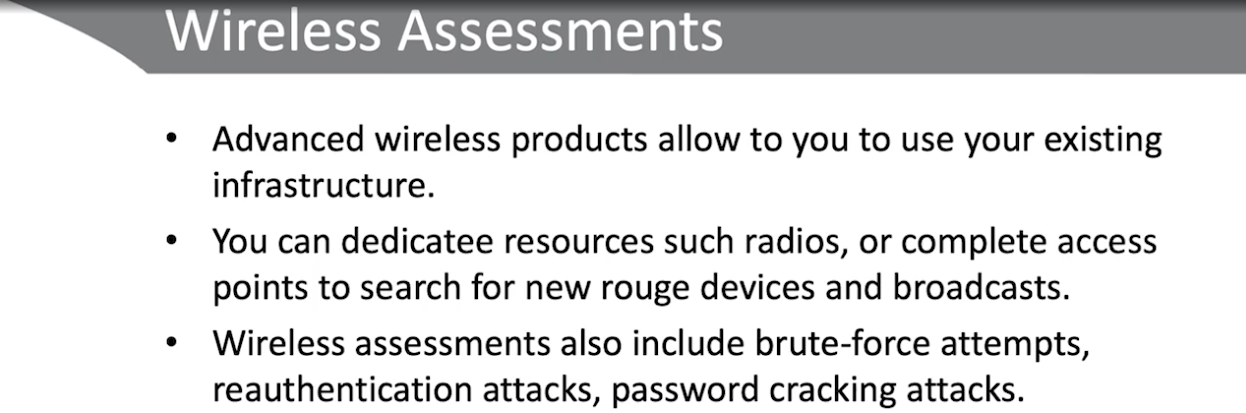 Wireless Assessments
• Advanced wireless products allow to you to use your existing
infrastructure.
• You can dedicatee resources such radios, or complete access
points to search for new rouge devices and broadcasts.
• Wireless assessments also include brute-force attempts,
reauthentication attacks, password cracking attacks.